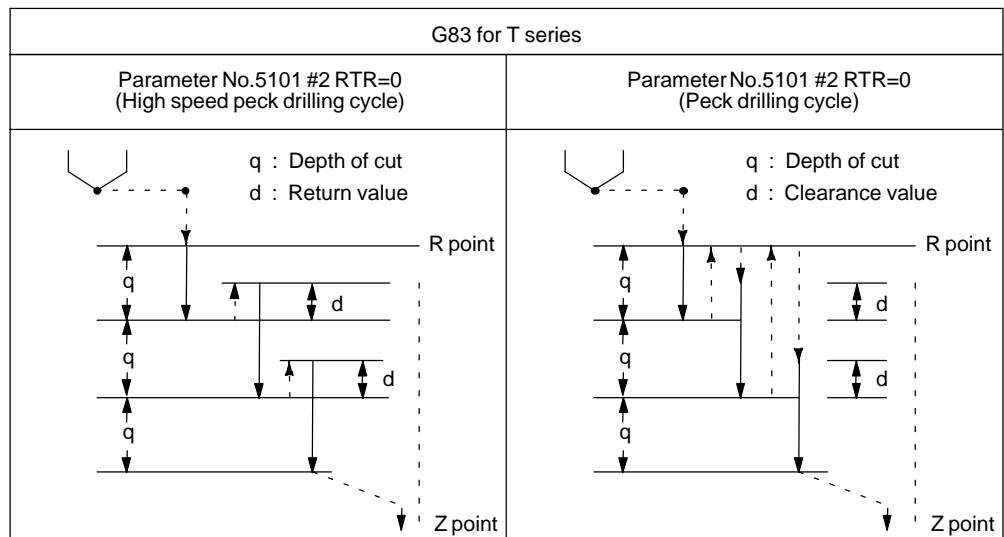 G83 for T series
Parameter No.5101 #2 RTR=0
(High speed peck drilling cycle)
Parameter No.5101 #2 RTR=0
(Peck drilling cycle)
q : Depth of cut
d : Return value
R point
q
d
q
d
q
Z point
q : Depth of cut
d : Clearance value
R point
q
d
q
d
q
Z point